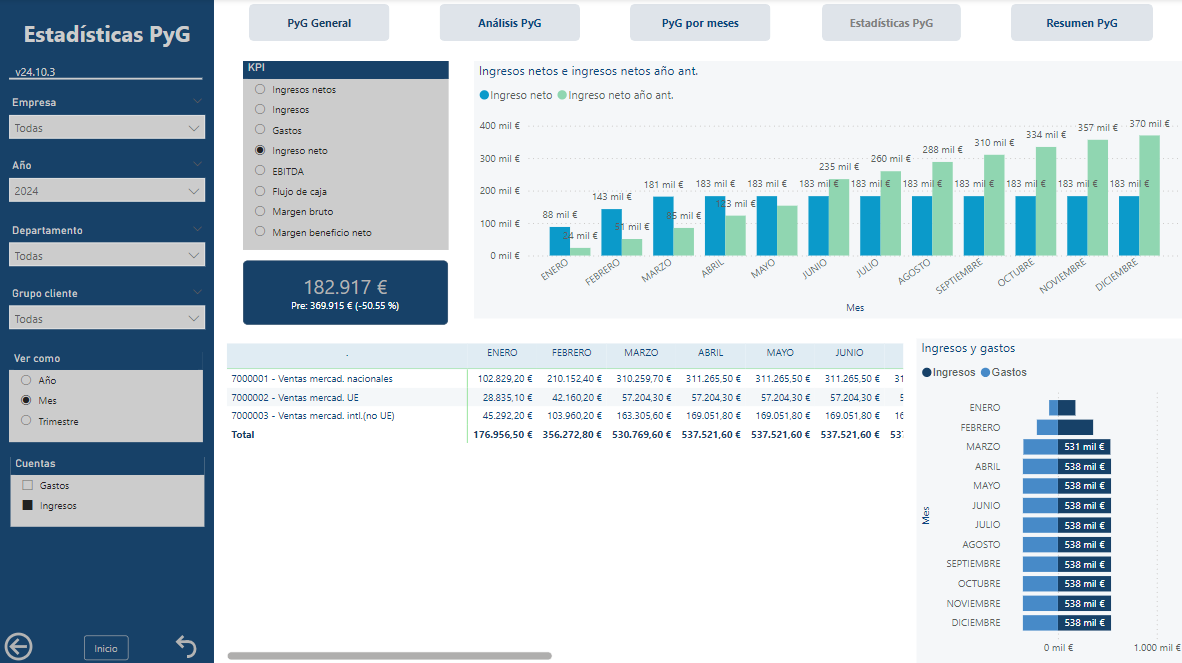 Estadísticas PyG
v24.10.3
Empresa
Todas
Año
2024
Departamento
Todas
Grupo cliente
Todas
Ver como
Año
Mes
Trimestre
Cuentas
Gastos
Ingresos
Inicio
PyG General
Análisis PyG
PyG por meses
Estadísticas PyG
Resumen PyG
KPI
Ingresos netos
Ingresos
Gastos
Ingreso neto
EBITDA
Flujo de caja
Margen bruto
Margen beneficio neto
182.917 €
Pre: 369.915 € (-50.55 %)
Ingresos netos e ingresos netos año ant.
Ingreso neto Ingreso neto año ant.
400 mil €
300 mil €
200 mil €
100 mil €
0 mil €
88 mil € 143 mil € 181 mil € 183 mil € 183 mil € 183 mil € 183 mil € 183 mil € 183 mil € 183 mil € 183 mil € 183 mil €
24 mil € 51 mil € 85 mil € 123 mil € 235 mil € 260 mil € 288 mil € 310 mil € 334 mil € 357 mil € 370 mil €
ENERO FEBRERO MARZO ABRIL MAYO JUNIO JULIO AGOSTO SEPTIEMBRE OCTUBRE NOVIEMBRE DICIEMBRE
Mes
. ENERO FEBRERO MARZO ABRIL MAYO JUNIO
7000001 - Ventas mercad. nacionales 102.829,20 € 210.152,40 € 310.259,70 € 311.265,50 € 311.265,50 € 311.265,50 € 31
7000002 - Ventas mercad. UE 28.835,10 € 42.160,20 € 57.204,30 € 57.204,30 € 57.204,30 € 57.204,30 € 5
7000003 - Ventas mercad. intl.(no UE) 45.292,20 € 103.960,20 € 163.305,60 € 169.051,80 € 169.051,80 € 169.051,80 € 16
Total 176.956,50 € 356.272,80 € 530.769,60 € 537.521,60 € 537.521,60 € 537.521,60 € 537
Ingresos y gastos
Ingresos Gastos
Mes
ENERO
FEBRERO
MARZO 531 mil €
ABRIL 538 mil €
MAYO 538 mil €
JUNIO 538 mil €
JULIO 538 mil €
AGOSTO 538 mil €
SEPTIEMBRE 538 mil €
OCTUBRE 538 mil €
NOVIEMBRE 538 mil €
DICIEMBRE 538 mil €
0 mil € 1.000 mil €